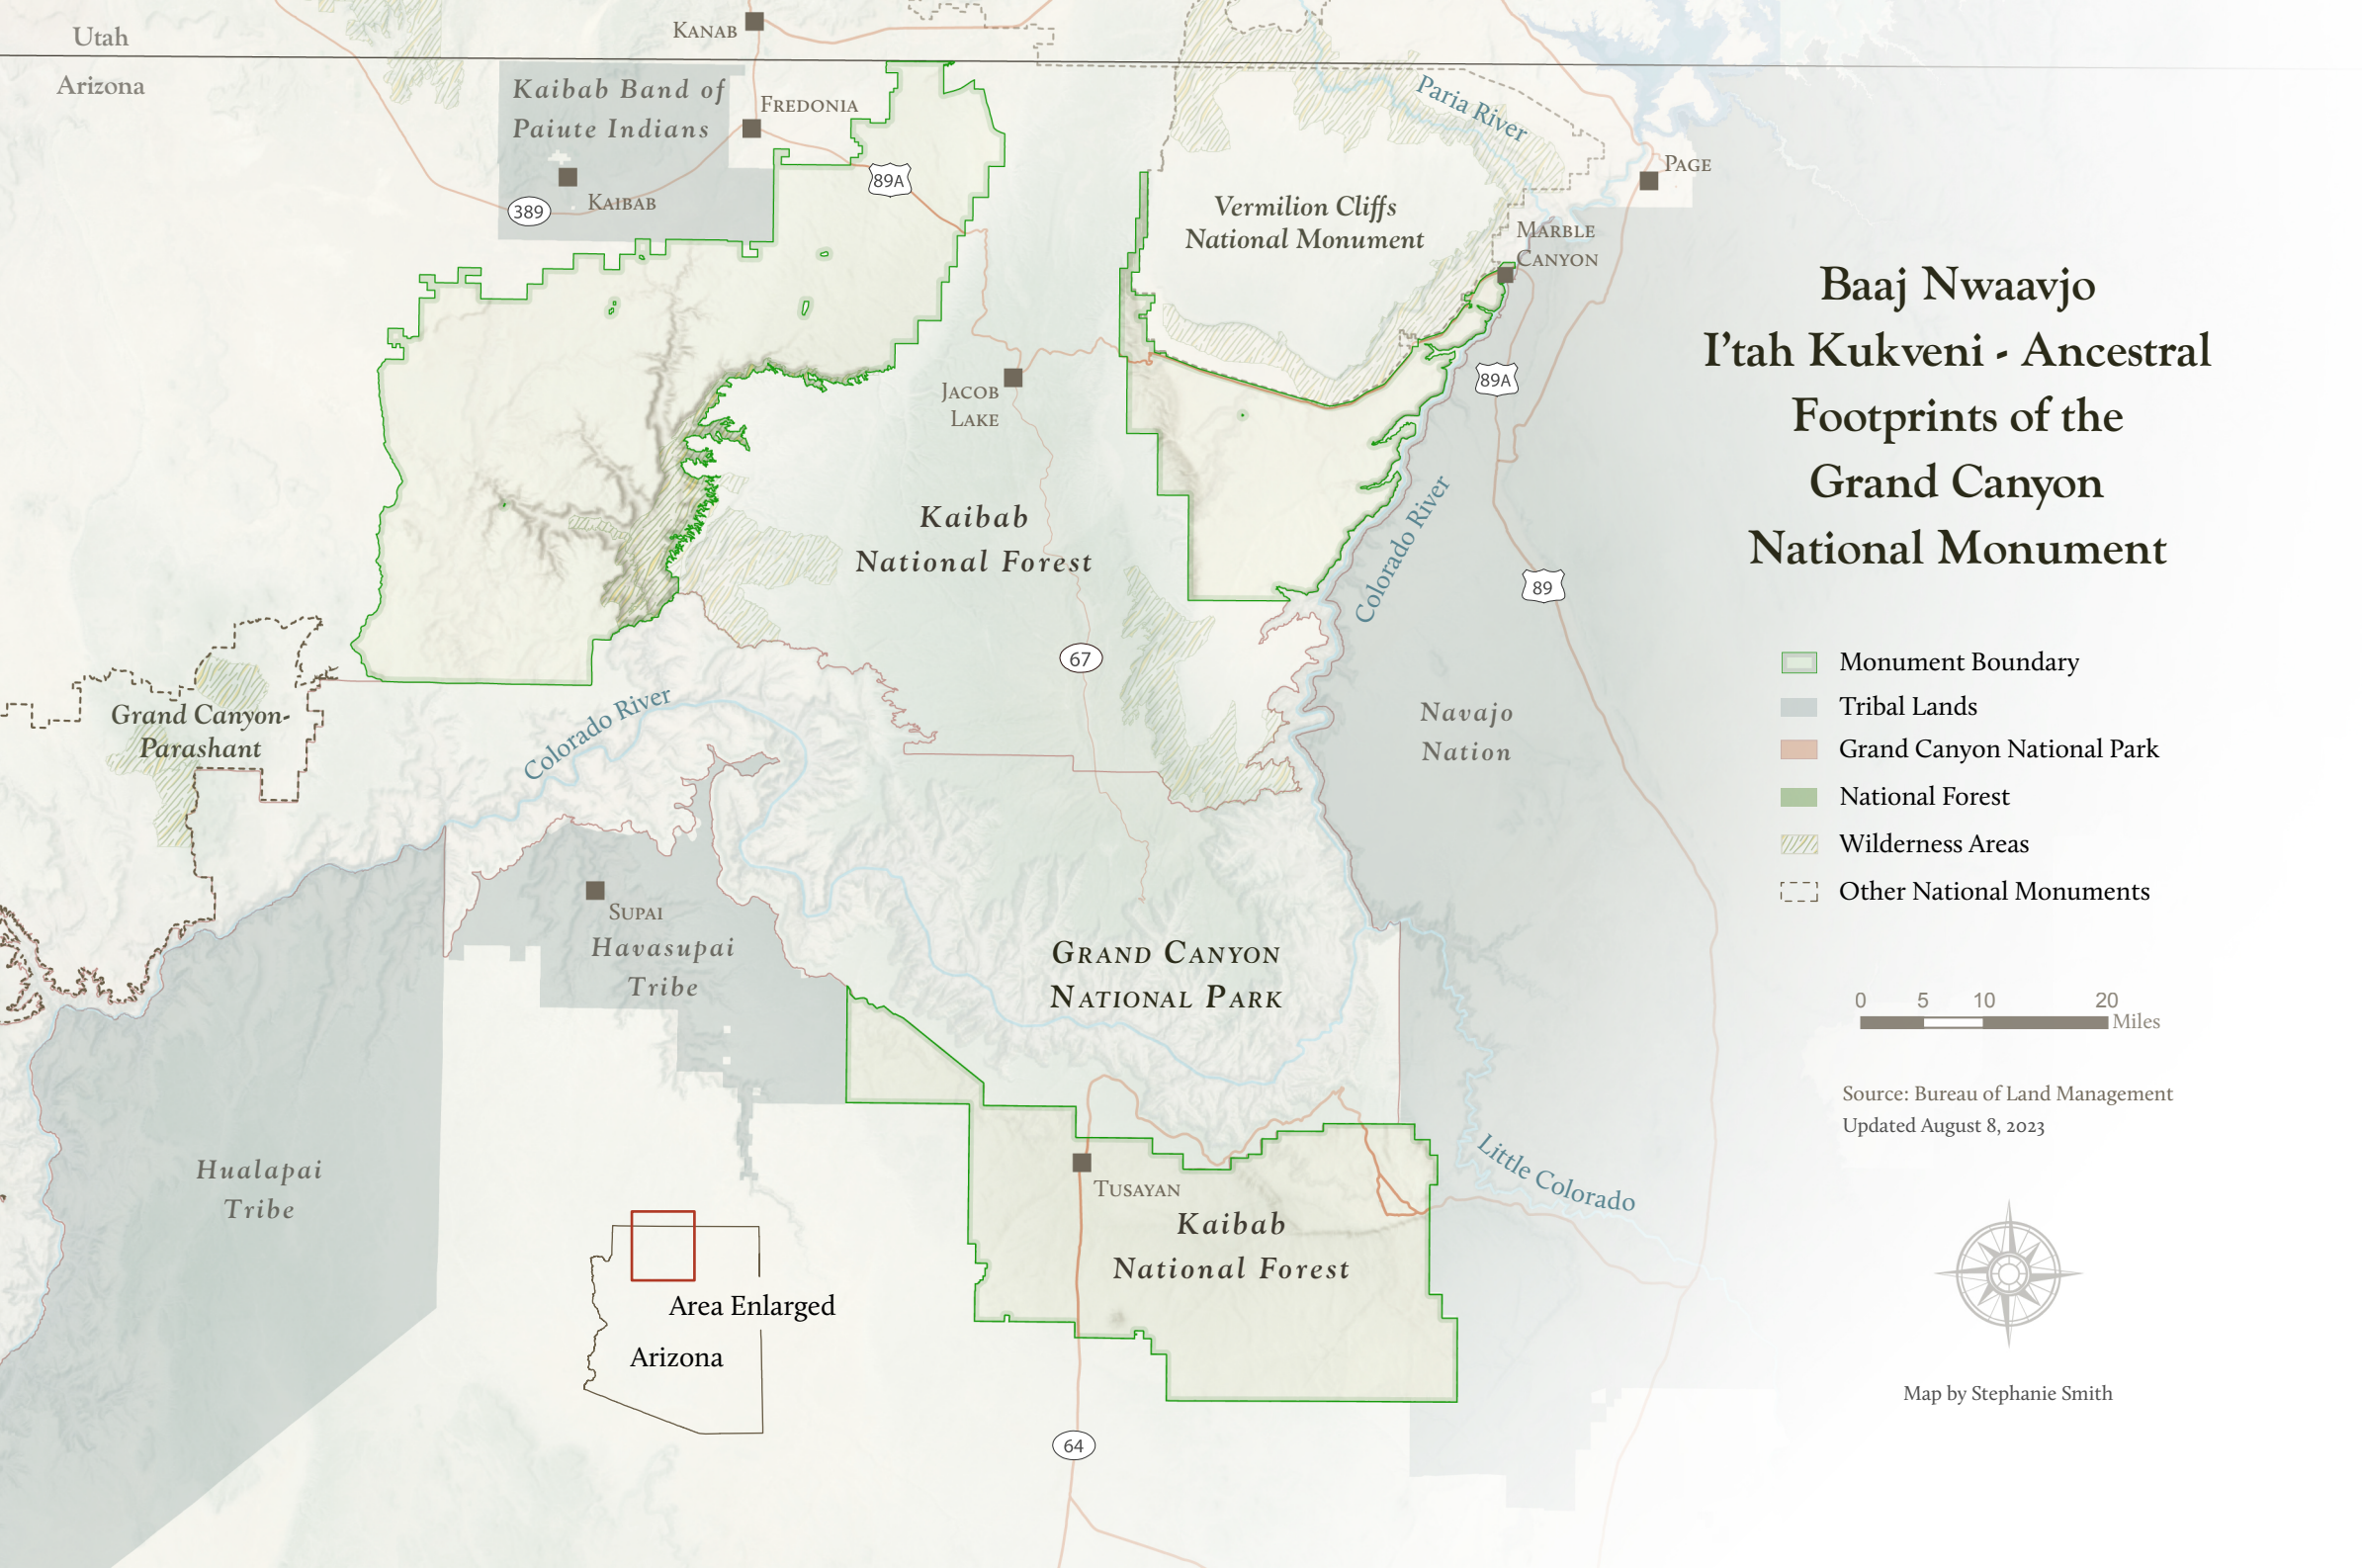 Utah
Arizona
KANAB
Kaibab Band of
Paiute Indians
FREDONIA
KAIBAB
389
89A
Paria River
PAGE
Vermilion Cliffs
National Monument
MARBLE
CANYON
89A
JACOB
LAKE
Kaibab
National Forest
Colorado River
89
67
Navajo
Nation
Grand Canyon-
Parashant
Colorado River
SUPAI
Havasupai
Tribe
GRAND CANYON
NATIONAL PARK
Hualapai
Tribe
Little Colorado
TUSAYAN
Kaibab
National Forest
Area Enlarged
Arizona
64
Baaj Nwaavjo
I'tah Kukveni - Ancestral
Footprints of the
Grand Canyon
National Monument
Monument Boundary
Tribal Lands
Grand Canyon National Park
National Forest
Wilderness Areas
Other National Monuments
0 5 10 20
Miles
Source: Bureau of Land Management
Updated August 8, 2023
Map by Stephanie Smith